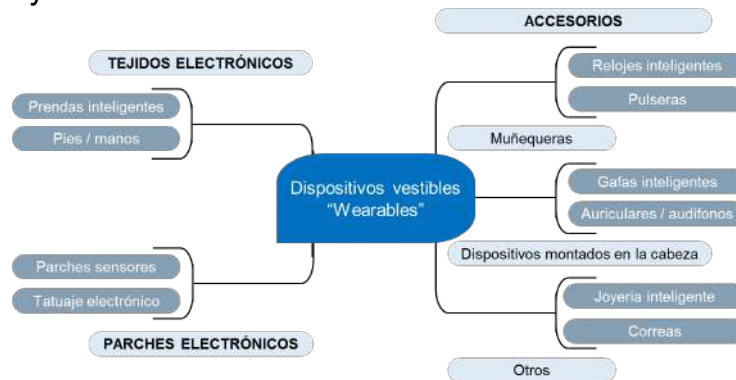 ACCESORIOS
TEJIDOS ELECTRÓNICOS
Relojes inteligentes
Prendas inteligentes
Pulseras
Pies / manos
Muñequeras
Dispositivos vestibles
“Wearables”
Gafas inteligentes
Auriculares / audifonos
Dispositivos montados en la cabeza
Parches sensores
Tatuaje electrónico
Joyeria inteligente
Correas
PARCHES ELECTRÓNICOS
Otros